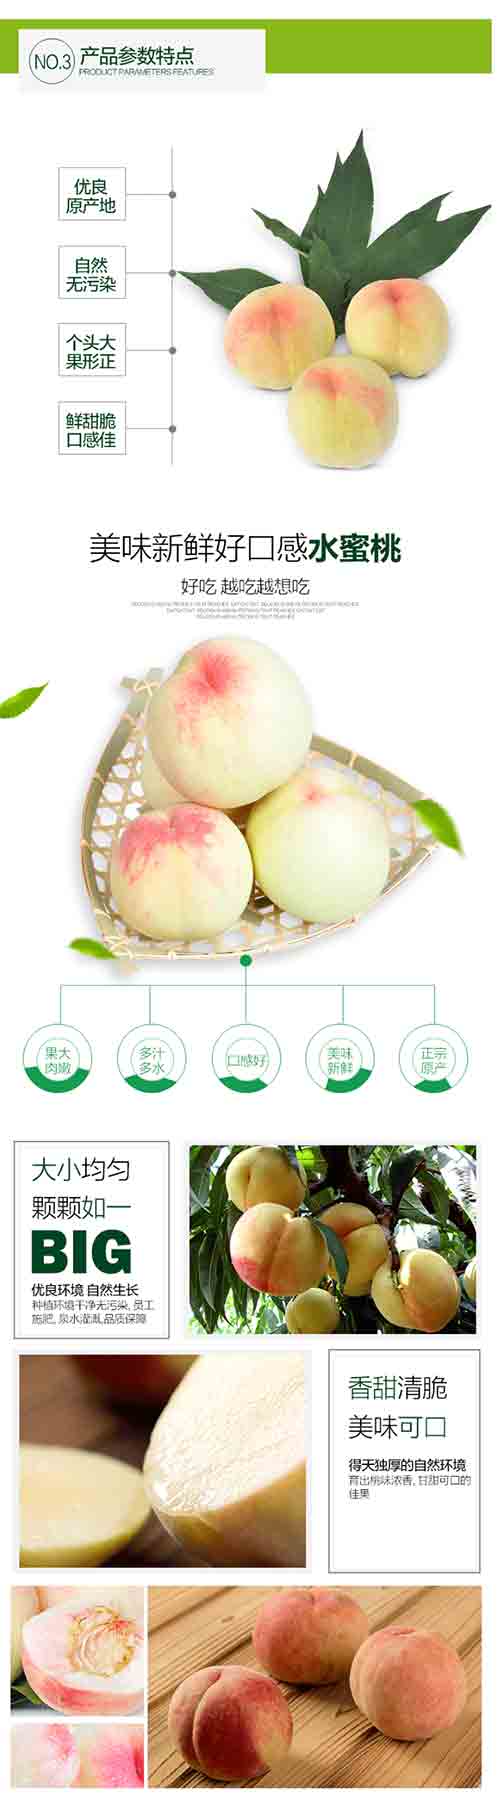 NO.3
产品参数特点
PRODUCT PARAMETERS FEATURES
优良
原产地
自然
无污染
个头大
果形正
鲜甜脆
口感佳
美味新鲜好口感水蜜桃
好吃 越吃越想吃
果大
肉嫩
多汁
多水
口感好
美味
新鲜
正宗
原产
大小均匀
颗颗如一
BIG
优良环境 自然生长
种植环境干净无污染, 员工
施肥, 泉水灌溉,品质保障
香甜清脆
美味可口
得天独厚的自然环境
育出桃味浓香, 甘甜可口的
佳果